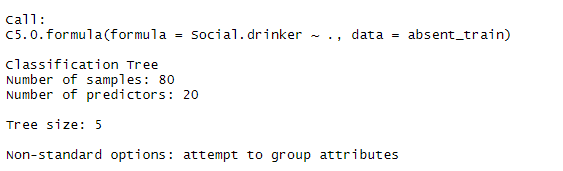 Call:
C5.0.formula(formula = Social.drinker ~ ., data = absent_train)
Classification Tree
Number of samples: 80
Number of predictors: 20
Tree size: 5
Non-standard options: attempt to group attributes